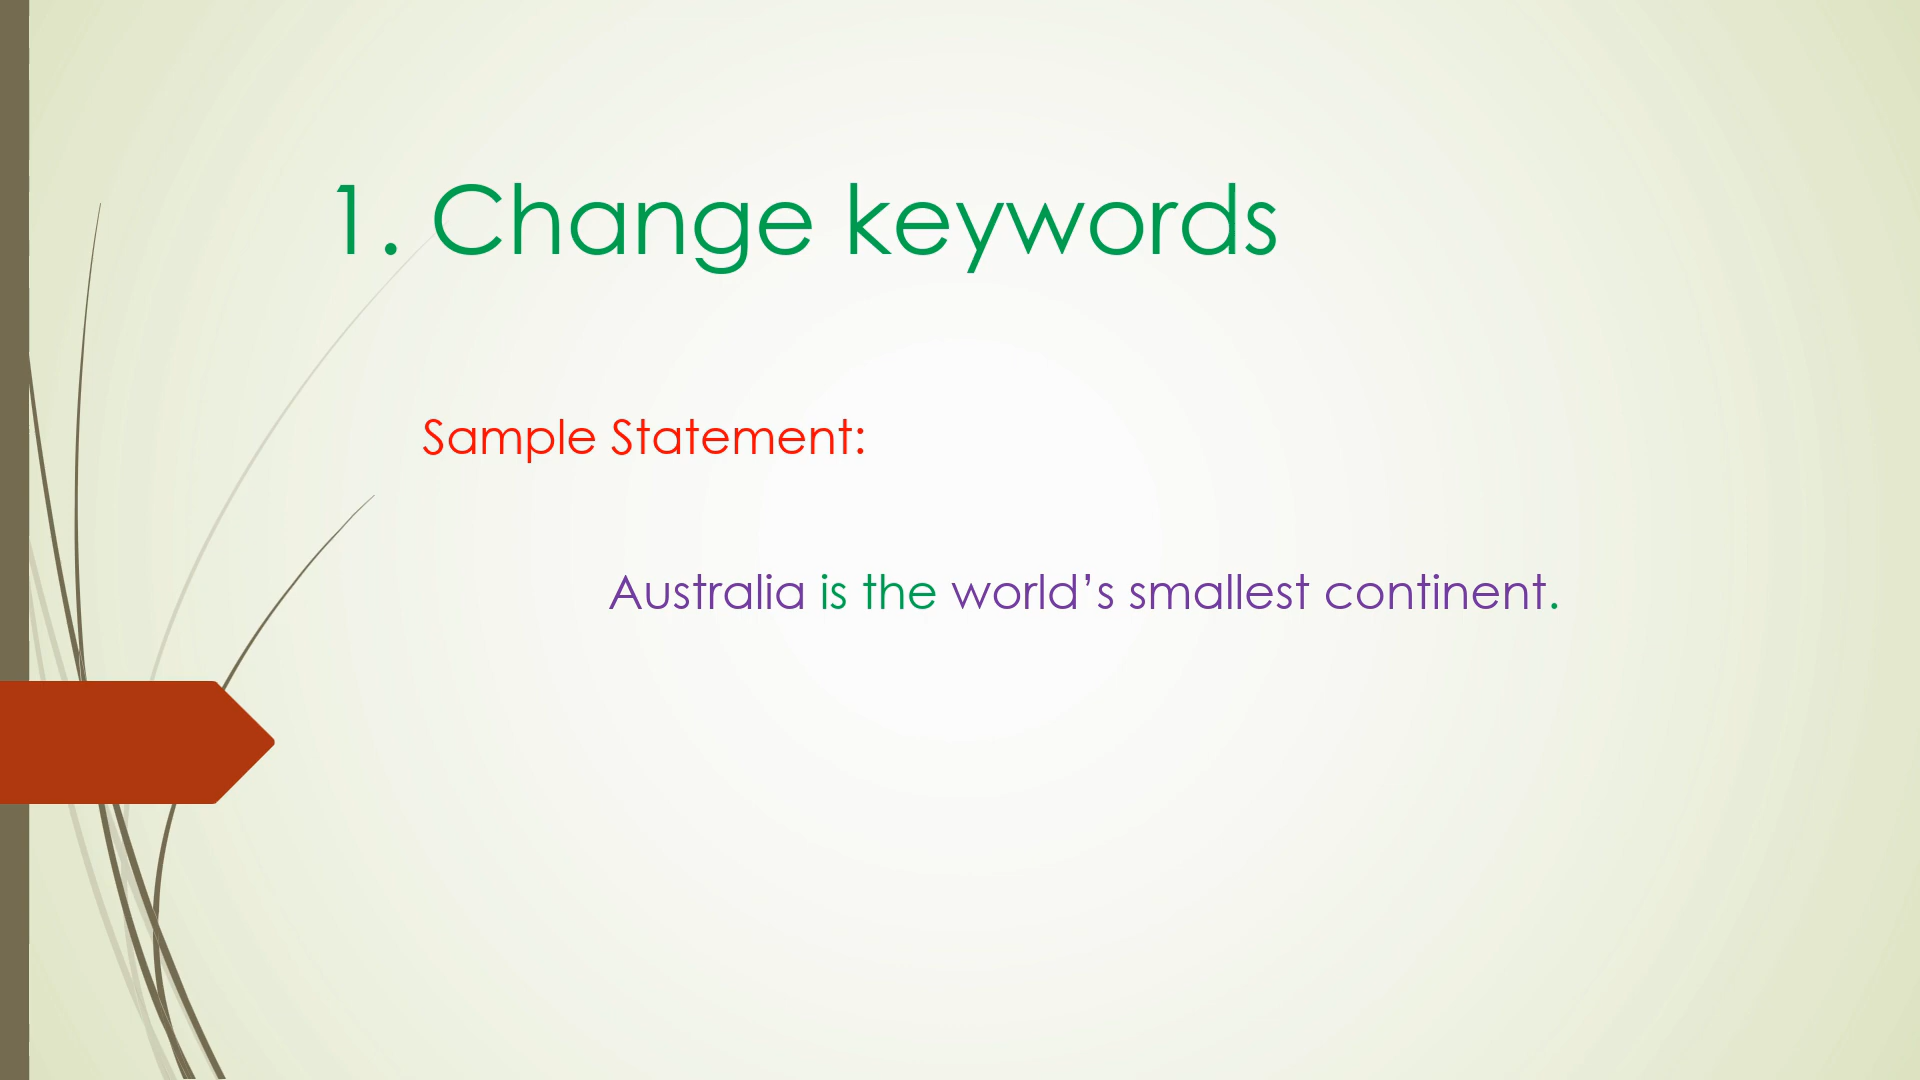 1. Change keywords
Sample Statement:
Australia is the world’s smallest continent.